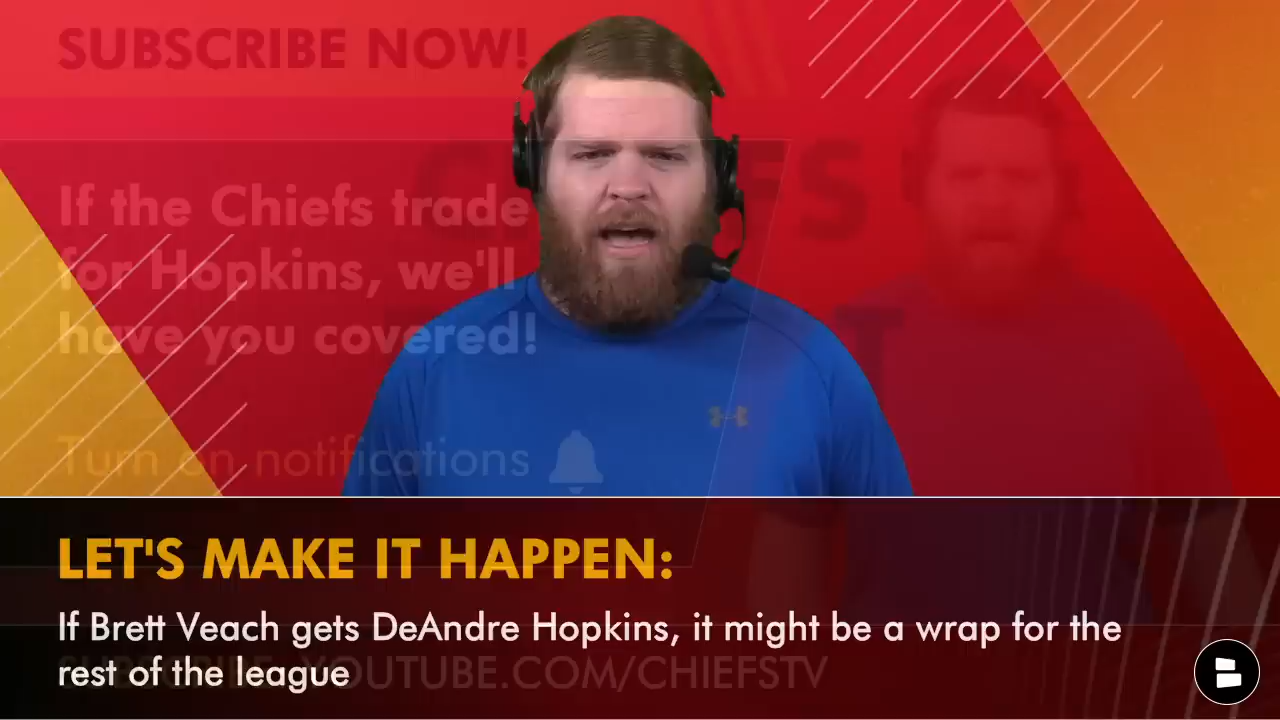 SUBSCRIBE NOW!
If the Chiefs trade
for Hopkins, we'll
have you covered!
Turn on notifications
LET'S MAKE IT HAPPEN:
If Brett Veach gets DeAndre Hopkins, it might be a wrap for the
rest of the league
SUBSCRIBE: YOUTUBE.COM/CHIEFSTV